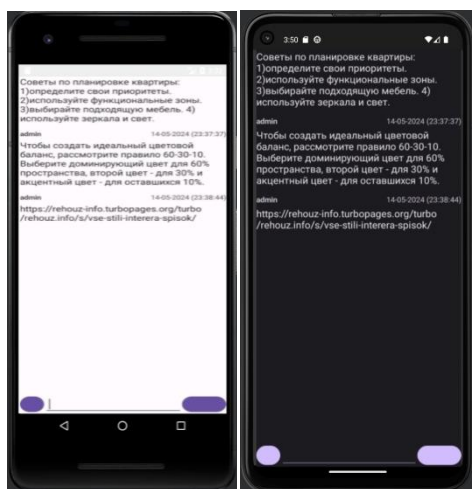 Советы по планировке квартиры:
1)определите свои приоритеты.
2)используйте функциональные зоны.
3)выбирайте подходящую мебель. 4)
используйте зеркала и свет.
admin 14-05-2024 (23:37:37)
Чтобы создать идеальный цветовой
баланс, рассмотрите правило 60-30-10.
Выберите доминирующий цвет для 60%
пространства, второй цвет - для 30% и
акцентный цвет - для оставшихся 10%.
admin 14-05-2024 (23:38:44)
https://rehouz-info.turbopages.org/turbo
/rehouz.info/s/vse-stili-interera-spisok/
3:50
Советы по планировке квартиры:
1)определите свои приоритеты.
2)используйте функциональные зоны.
3)выбирайте подходящую мебель. 4)
используйте зеркала и свет.
admin 14-05-2024 (23:37:37)
Чтобы создать идеальный цветовой
баланс, рассмотрите правило 60-30-10.
Выберите доминирующий цвет для 60%
пространства, второй цвет - для 30% и
акцентный цвет - для оставшихся 10%.
admin 14-05-2024 (23:38:44)
https://rehouz-info.turbopages.org/turbo
/rehouz.info/s/vse-stili-interera-spisok/